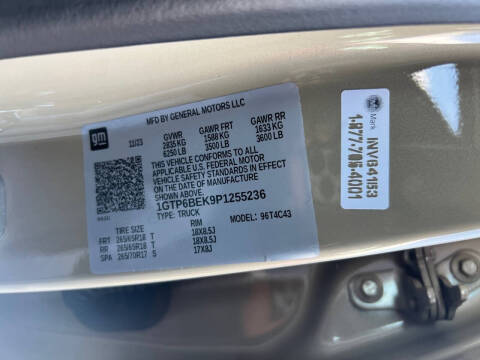 MFD BY GENERAL MOTORS LLC
gm
11/23
GVWR GAWR FRT GAWR RR
2835 KG 1588 KG 1633 KG
6250 LB 3500 LB 3600 LB
THIS VEHICLE CONFORMS TO ALL
APPLICABLE U.S. FEDERAL MOTOR
VEHICLE SAFETY STANDARDS IN EFFECT
ON THE DATE OF MANUFACTURE
1GTP6BEK9P1255236
TYPE: TRUCK MODEL: 96T4C43
TIRE SIZE RIM
FRT 265/65R18 T 18X8.5J
RR 265/65R18 T 18X8.5J
SPA 265/70R17 S 17X8J
Mark
INV641153